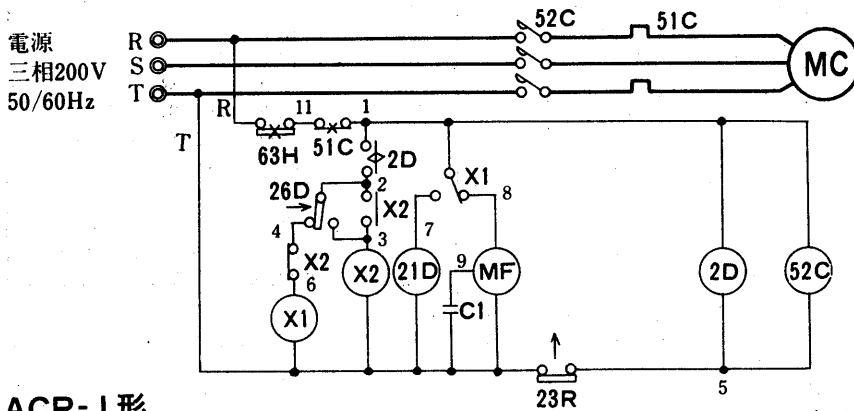 52C
51C
電源
三相200V
50/60Hz
R
S
T
MC
R
11
1
T
63H
51C
2D
26D
2
X2
X1
8
7
4
3
X2
6
X2
21D
9
MF
2D
52C
C1
X1
23R
5
ACR-J形